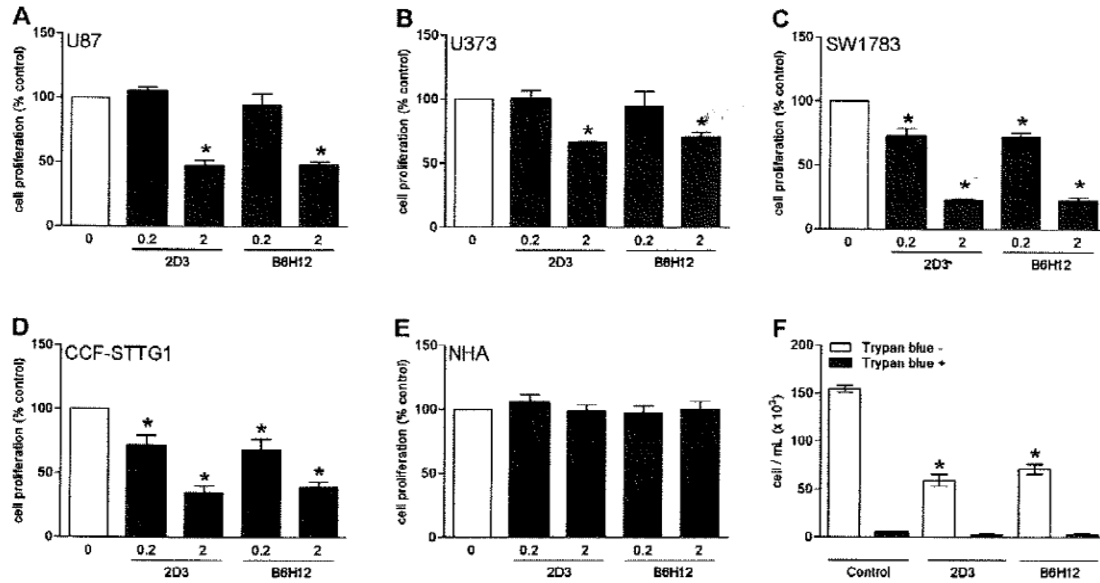 A
U87
cell proliferation (% control)
150
100
50
0
0
0.2
2
0.2
2
2D3
B6H12
*
*
B
U373
cell proliferation (% control)
150
100
50
0
0
0.2
2
0.2
2
2D3
B6H12
*
*
C
SW1783
cell proliferation (% control)
150
100
50
0
0
0.2
2
0.2
2
2D3
B6H12
*
*
*
*
D
CCF-STTG1
cell proliferation (% control)
150
100
50
0
0
0.2
2
0.2
2
2D3
B6H12
*
*
*
*
E
NHA
cell proliferation (% control)
150
100
50
0
0
0.2
2
0.2
2
2D3
B6H12
F
Trypan blue -
Trypan blue +
cell / mL (x 10³)
200
150
100
50
0
Control
2D3
B6H12
*
*